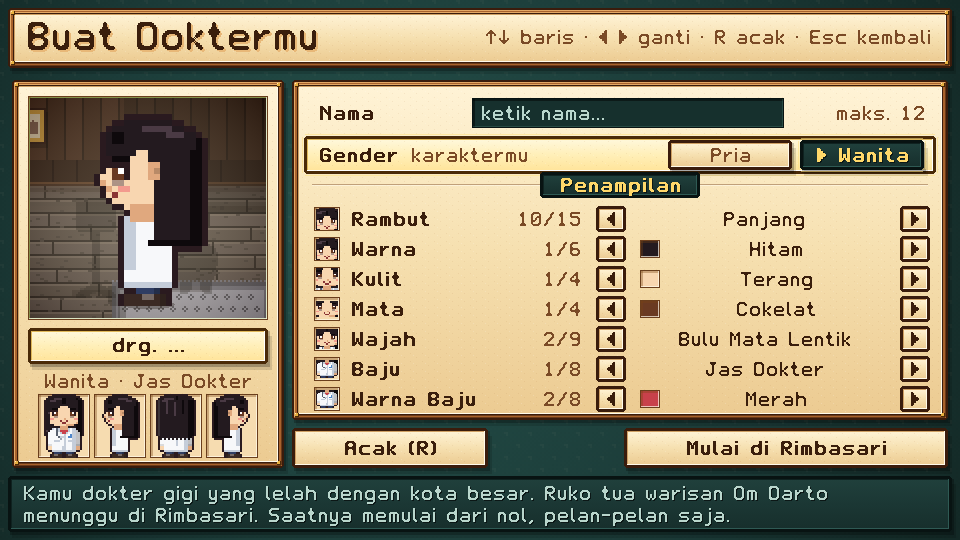 Buat Doktermu
↑↓ baris · ◀ ▶ ganti · R acak · Esc kembali
Nama ketik nama... maks. 12
Gender karaktermu Pria ▶ Wanita
Penampilan
Rambut 10/15 ◀ Panjang ▶
Warna 1/6 ◀ Hitam ▶
Kulit 1/4 ◀ Terang ▶
Mata 1/4 ◀ Cokelat ▶
Wajah 2/9 ◀ Bulu Mata Lentik ▶
Baju 1/8 ◀ Jas Dokter ▶
Warna Baju 2/8 ◀ Merah ▶
drg. ...
Wanita · Jas Dokter
Acak (R)
Mulai di Rimbasari
Kamu dokter gigi yang lelah dengan kota besar. Ruko tua warisan Om Darto
menunggu di Rimbasari. Saatnya memulai dari nol, pelan-pelan saja.